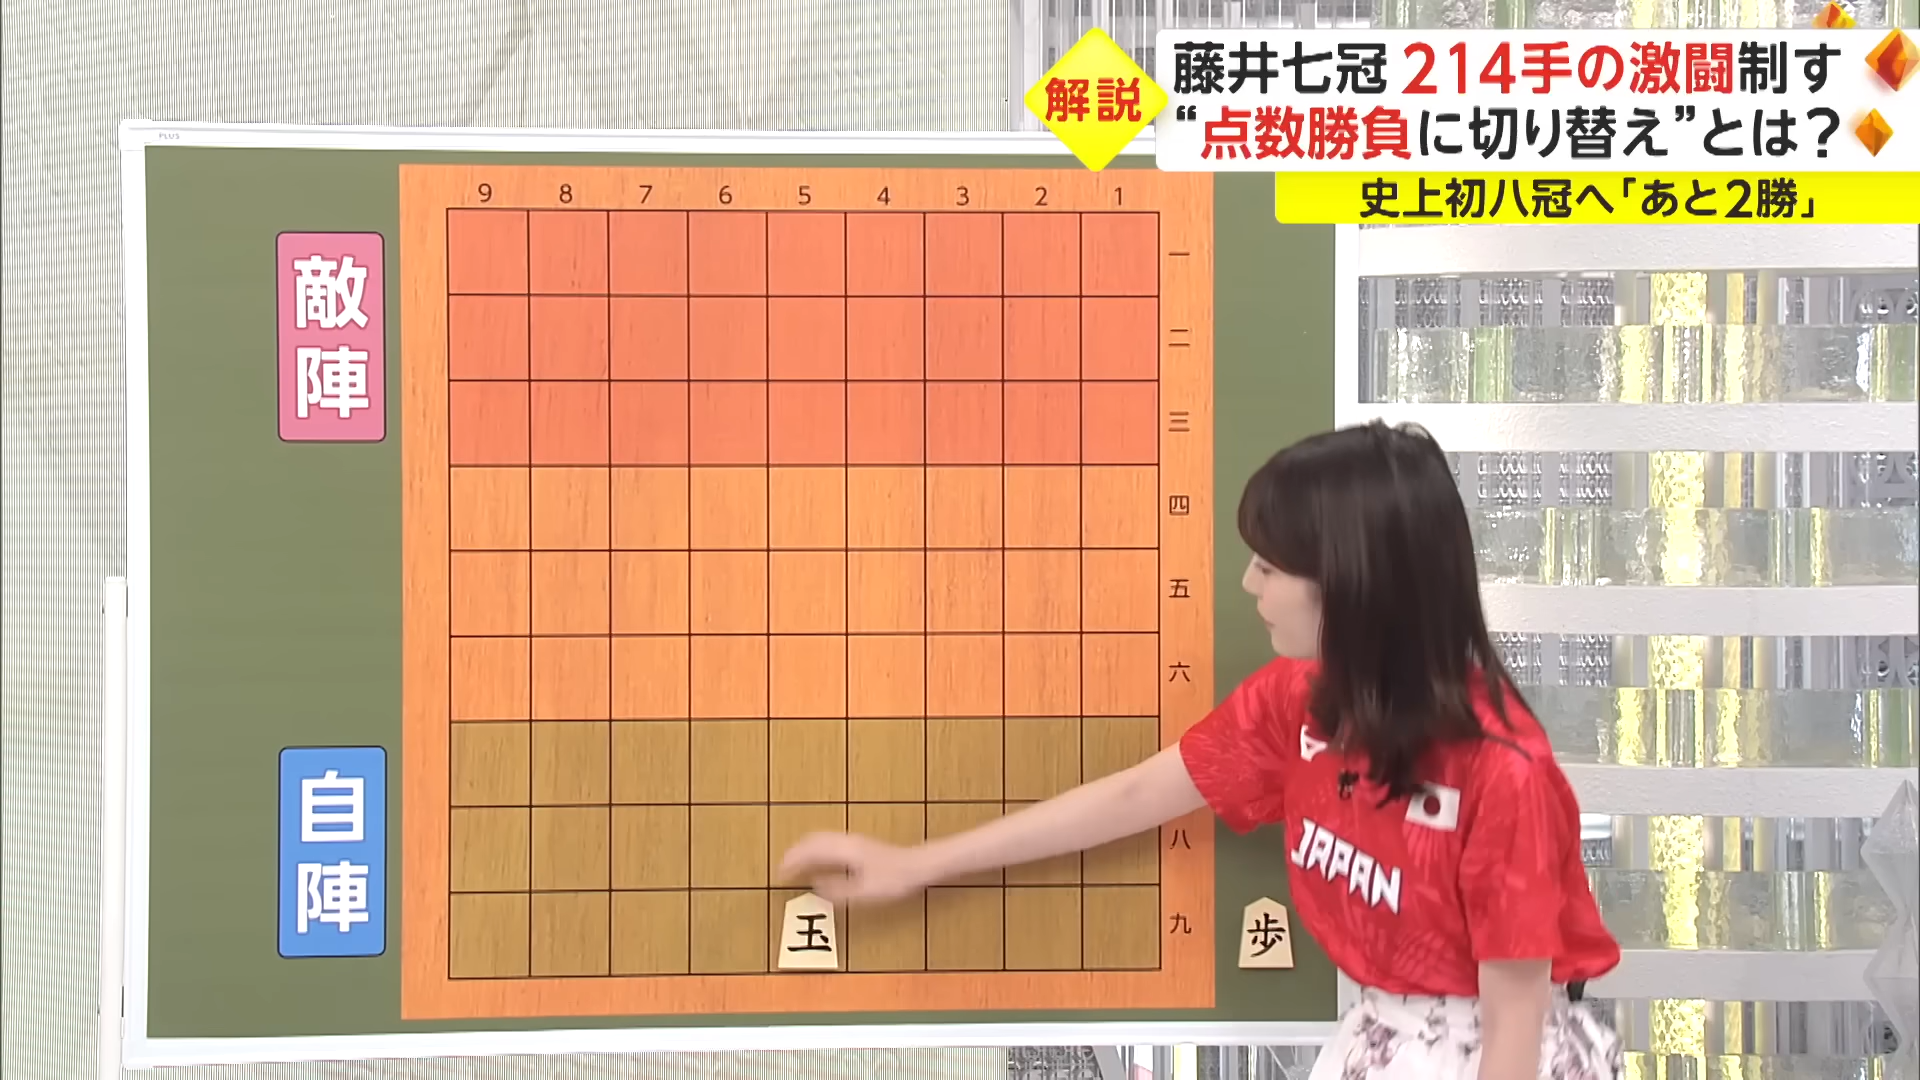 解説
藤井七冠 214手の激闘制す
“点数勝負に切り替え”とは?
史上初八冠へ「あと2勝」
PLUS
9 8 7 6 5 4 3 2 1
敵陣
自陣
一
二
三
四
五
六
八
九
玉
歩
JAPAN